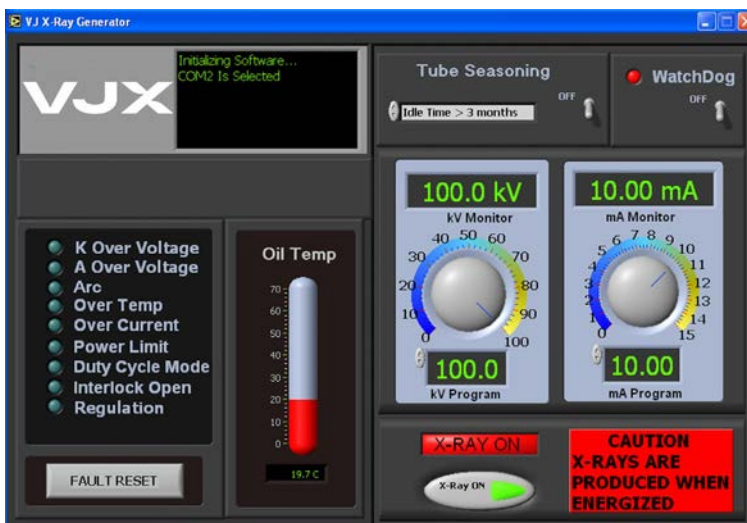 VJ X-Ray Generator
VJX
Initializing Software...
COM2 Is Selected
Tube Seasoning
Idle Time > 3 months
OFF
WatchDog
OFF
K Over Voltage
A Over Voltage
Arc
Over Temp
Over Current
Power Limit
Duty Cycle Mode
Interlock Open
Regulation
FAULT RESET
Oil Temp
70
60
50
40
30
20
10
0
19.7 C
100.0 kV
kV Monitor
0 10 20 30 40 50 60 70 80 90 100
100.0
kV Program
10.00 mA
mA Monitor
0 1 2 3 4 5 6 7 8 9 10 11 12 13 14 15
10.00
mA Program
X-RAY ON
X-Ray ON
CAUTION
X-RAYS ARE
PRODUCED WHEN
ENERGIZED